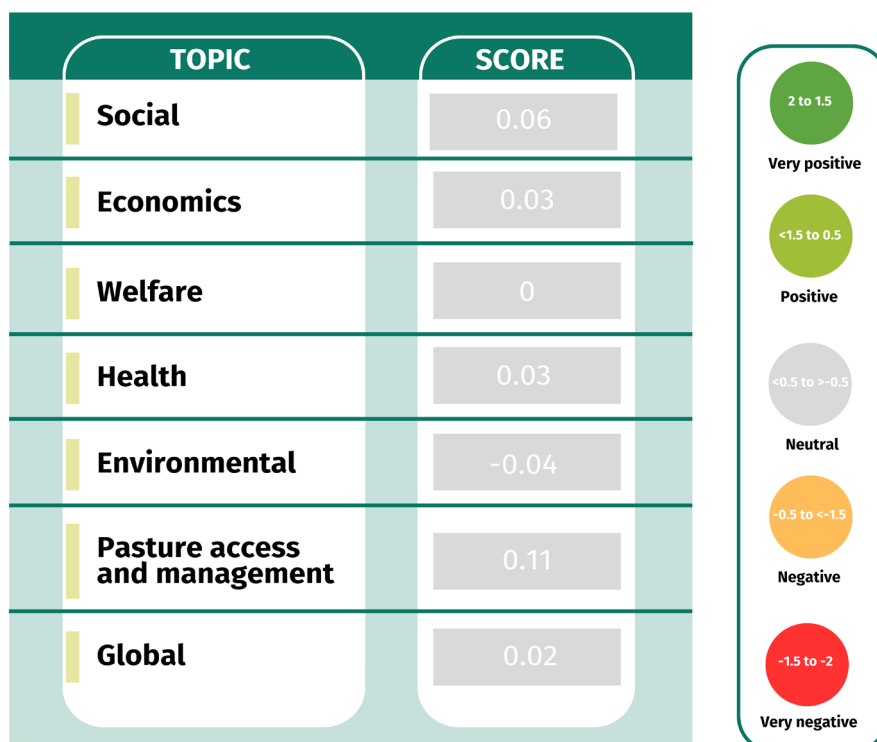 TOPIC SCORE
Social 0.06
Economics 0.03
Welfare 0
Health 0.03
Environmental -0.04
Pasture access
and management 0.11
Global 0.02
2 to 1.5
Very positive
<1.5 to 0.5
Positive
<0.5 to >-0.5
Neutral
-0.5 to <-1.5
Negative
-1.5 to -2
Very negative